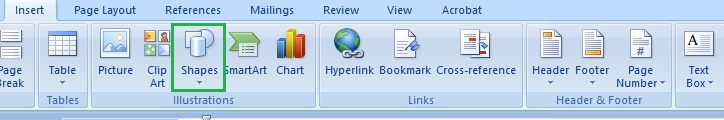 Insert Page Layout References Mailings Review View Acrobat
Page Break
Table
Picture
Clip Art
Shapes
SmartArt
Chart
Hyperlink
Bookmark
Cross-reference
Header
Footer
Page Number
Text Box
A
Tables Illustrations Links Header & Footer